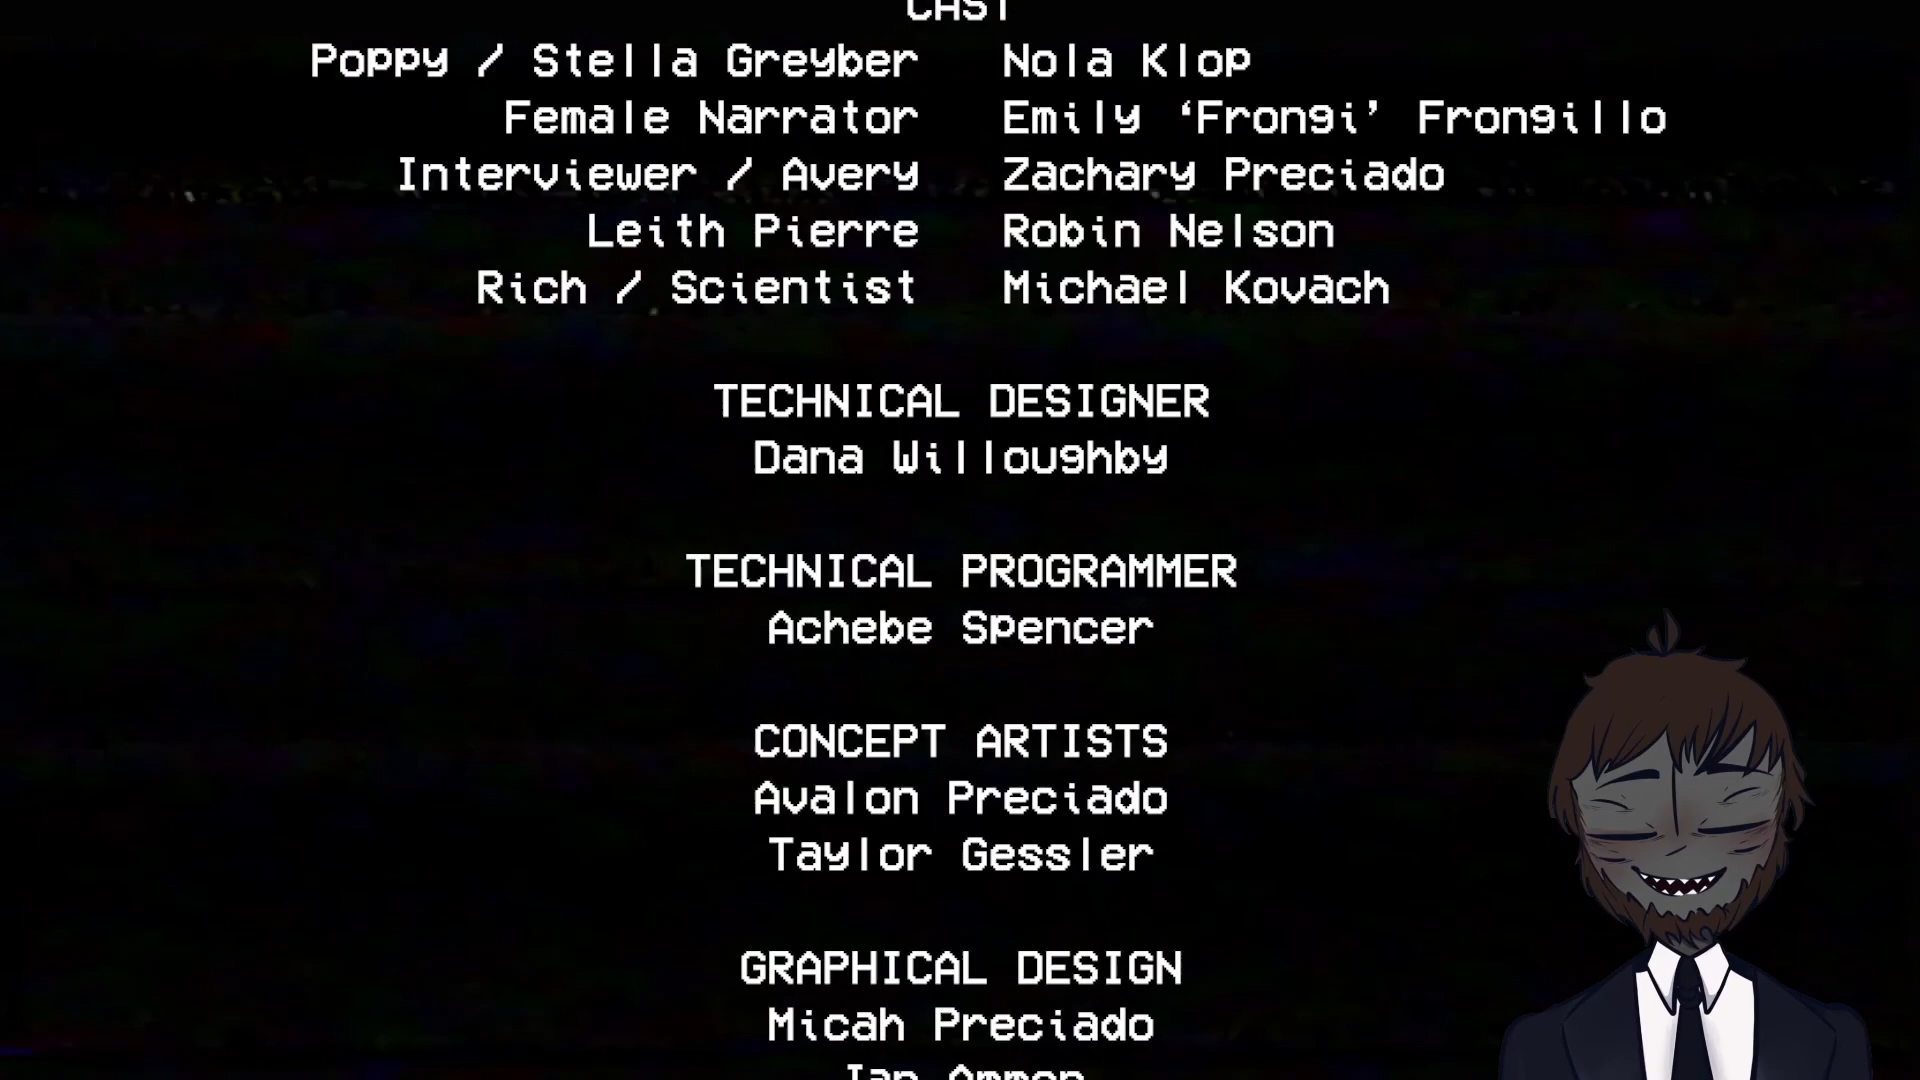 CAST
Poppy / Stella Greyber Nola Klop
Female Narrator Emily ‘Frongi’ Frongillo
Interviewer / Avery Zachary Preciado
Leith Pierre Robin Nelson
Rich / Scientist Michael Kovach
TECHNICAL DESIGNER
Dana Willoughby
TECHNICAL PROGRAMMER
Achebe Spencer
CONCEPT ARTISTS
Avalon Preciado
Taylor Gessler
GRAPHICAL DESIGN
Micah Preciado